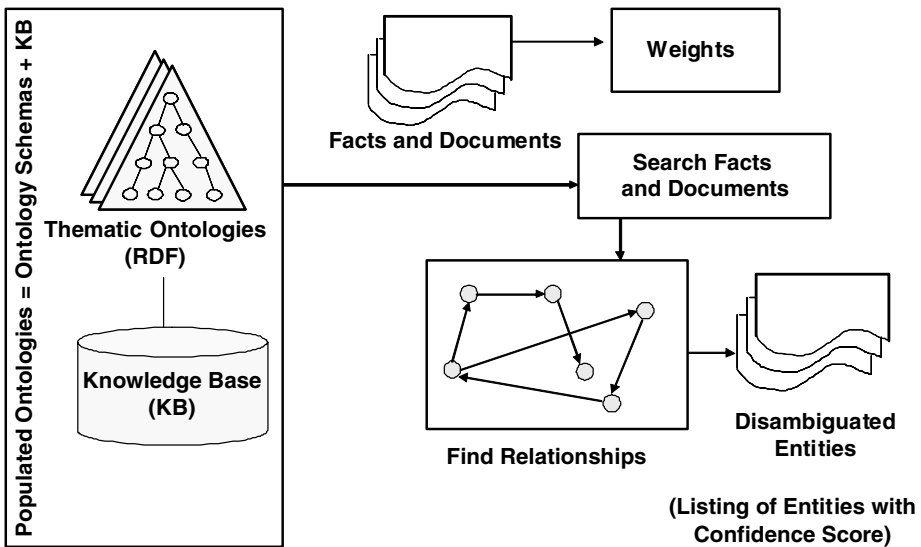 Populated Ontologies = Ontology Schemas + KB
Thematic Ontologies
(RDF)
Knowledge Base
(KB)
Facts and Documents
Weights
Search Facts
and Documents
Find Relationships
Disambiguated
Entities
(Listing of Entities with
Confidence Score)